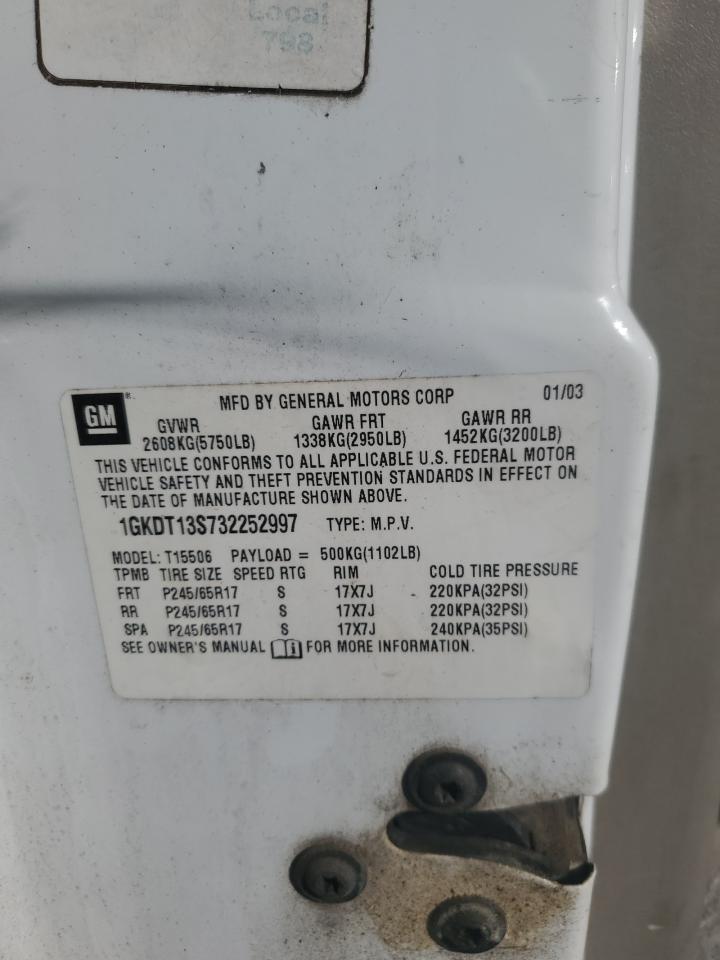 Local
798
GM ®
MFD BY GENERAL MOTORS CORP 01/03
GVWR GAWR FRT GAWR RR
2608KG(5750LB) 1338KG(2950LB) 1452KG(3200LB)
THIS VEHICLE CONFORMS TO ALL APPLICABLE U.S. FEDERAL MOTOR
VEHICLE SAFETY AND THEFT PREVENTION STANDARDS IN EFFECT ON
THE DATE OF MANUFACTURE SHOWN ABOVE.
1GKDT13S732252997 TYPE: M.P.V.
MODEL: T15506 PAYLOAD = 500KG(1102LB)
TPMB TIRE SIZE SPEED RTG RIM COLD TIRE PRESSURE
FRT P245/65R17 S 17X7J 220KPA(32PSI)
RR P245/65R17 S 17X7J 220KPA(32PSI)
SPA P245/65R17 S 17X7J 240KPA(35PSI)
SEE OWNER'S MANUAL i FOR MORE INFORMATION.